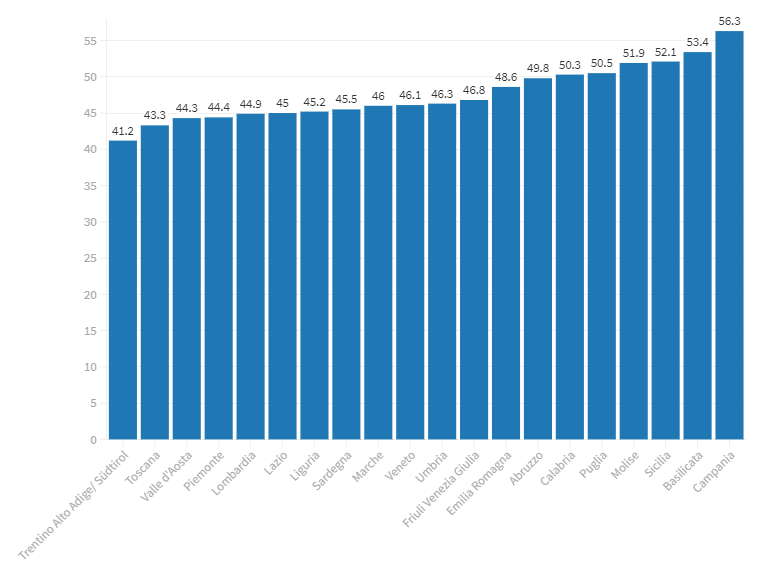 55
50
45
40
35
30
25
20
15
10
5
0
41.2
43.3
44.3
44.4
44.9
45
45.2
45.5
46
46.1
46.3
46.8
48.6
49.8
50.3
50.5
51.9
52.1
53.4
56.3
Trentino Alto Adige/ Südtirol
Toscana
Valle d'Aosta
Piemonte
Lombardia
Lazio
Liguria
Sardegna
Marche
Veneto
Umbria
Friuli Venezia Giulia
Emilia Romagna
Abruzzo
Calabria
Puglia
Molise
Sicilia
Basilicata
Campania